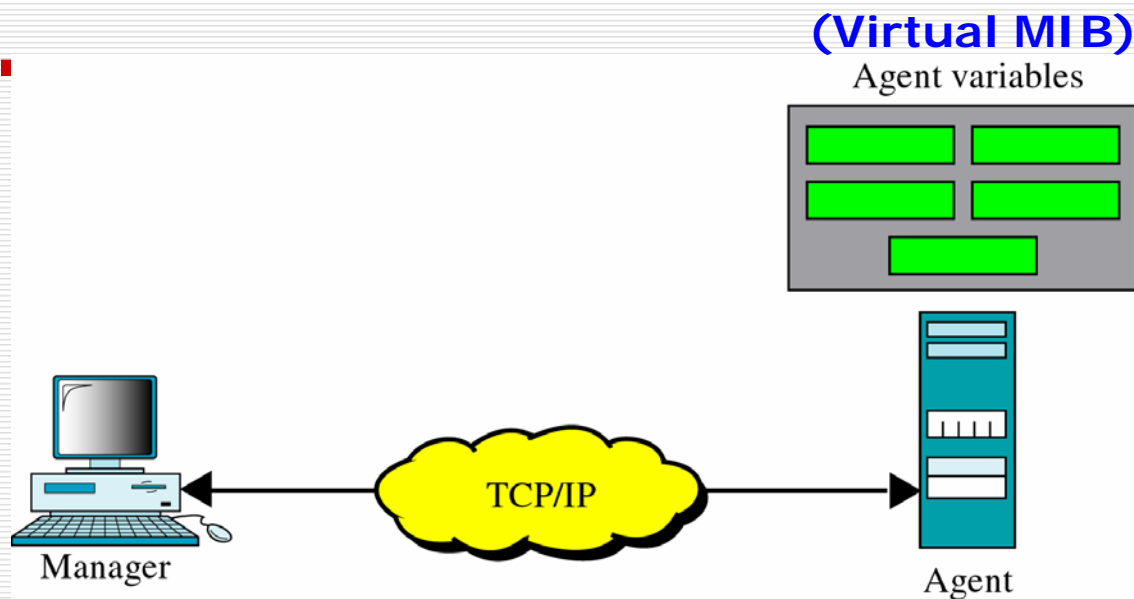 (Virtual MIB)
Agent variables
TCP/IP
Manager
Agent